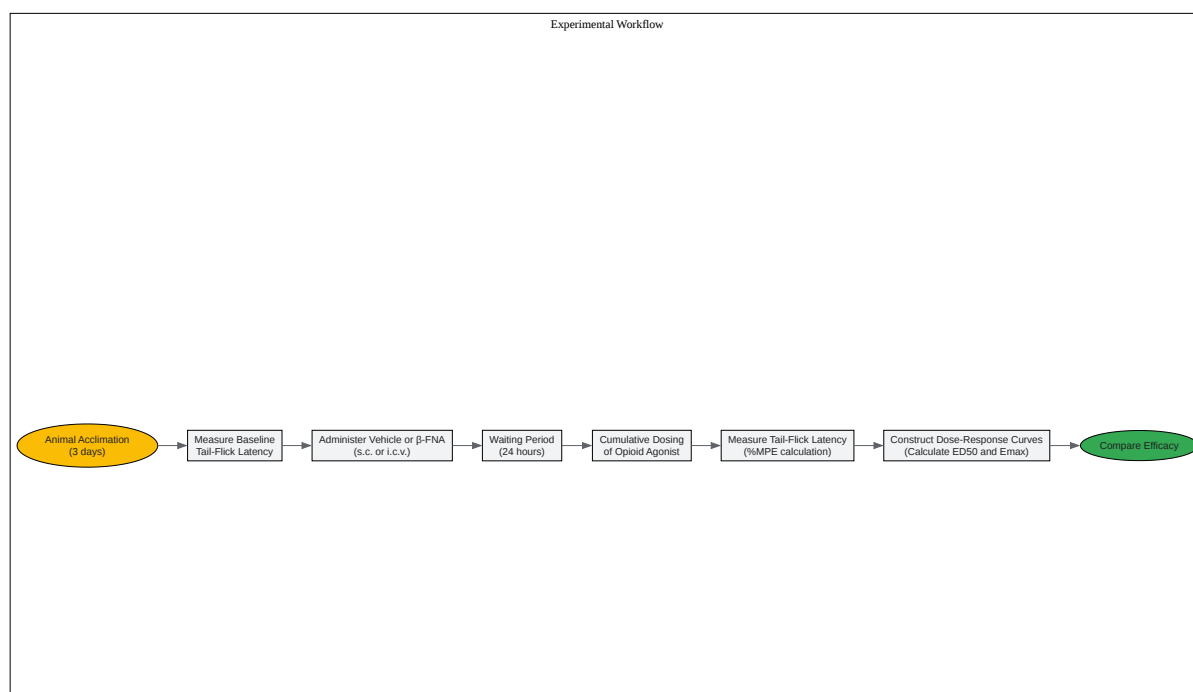 Experimental Workflow
Animal Acclimation
(3 days)
Measure Baseline
Tail-Flick Latency
Administer Vehicle or β-FNA
(s.c. or i.c.v.)
Waiting Period
(24 hours)
Cumulative Dosing
of Opioid Agonist
Measure Tail-Flick Latency
(%MPE calculation)
Construct Dose-Response Curves
(Calculate ED50 and Emax)
Compare Efficacy